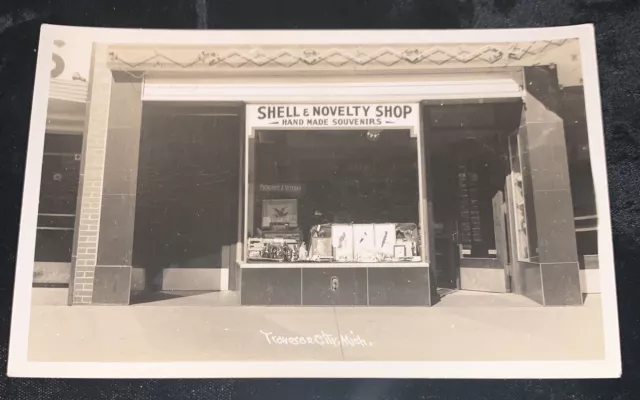 S
SHELL & NOVELTY SHOP
HAND MADE SOUVENIRS
Traverse City, Mich.